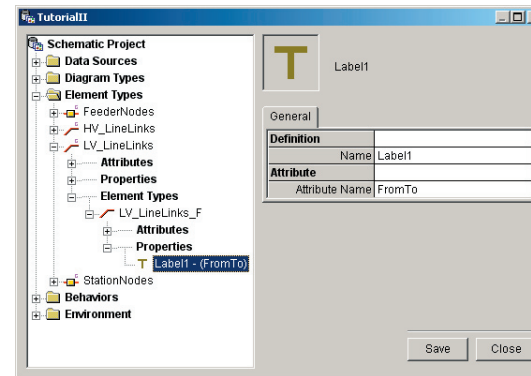 TutorialII
Schematic Project
Data Sources
Diagram Types
Element Types
FeederNodes
HV_LineLinks
LV_LineLinks
Attributes
Properties
Element Types
LV_LineLinks_F
Attributes
Properties
T Label1 - (FromTo)
StationNodes
Behaviors
Environment
T Label1
General
Definition
Name Label1
Attribute
Attribute Name FromTo
Save Close